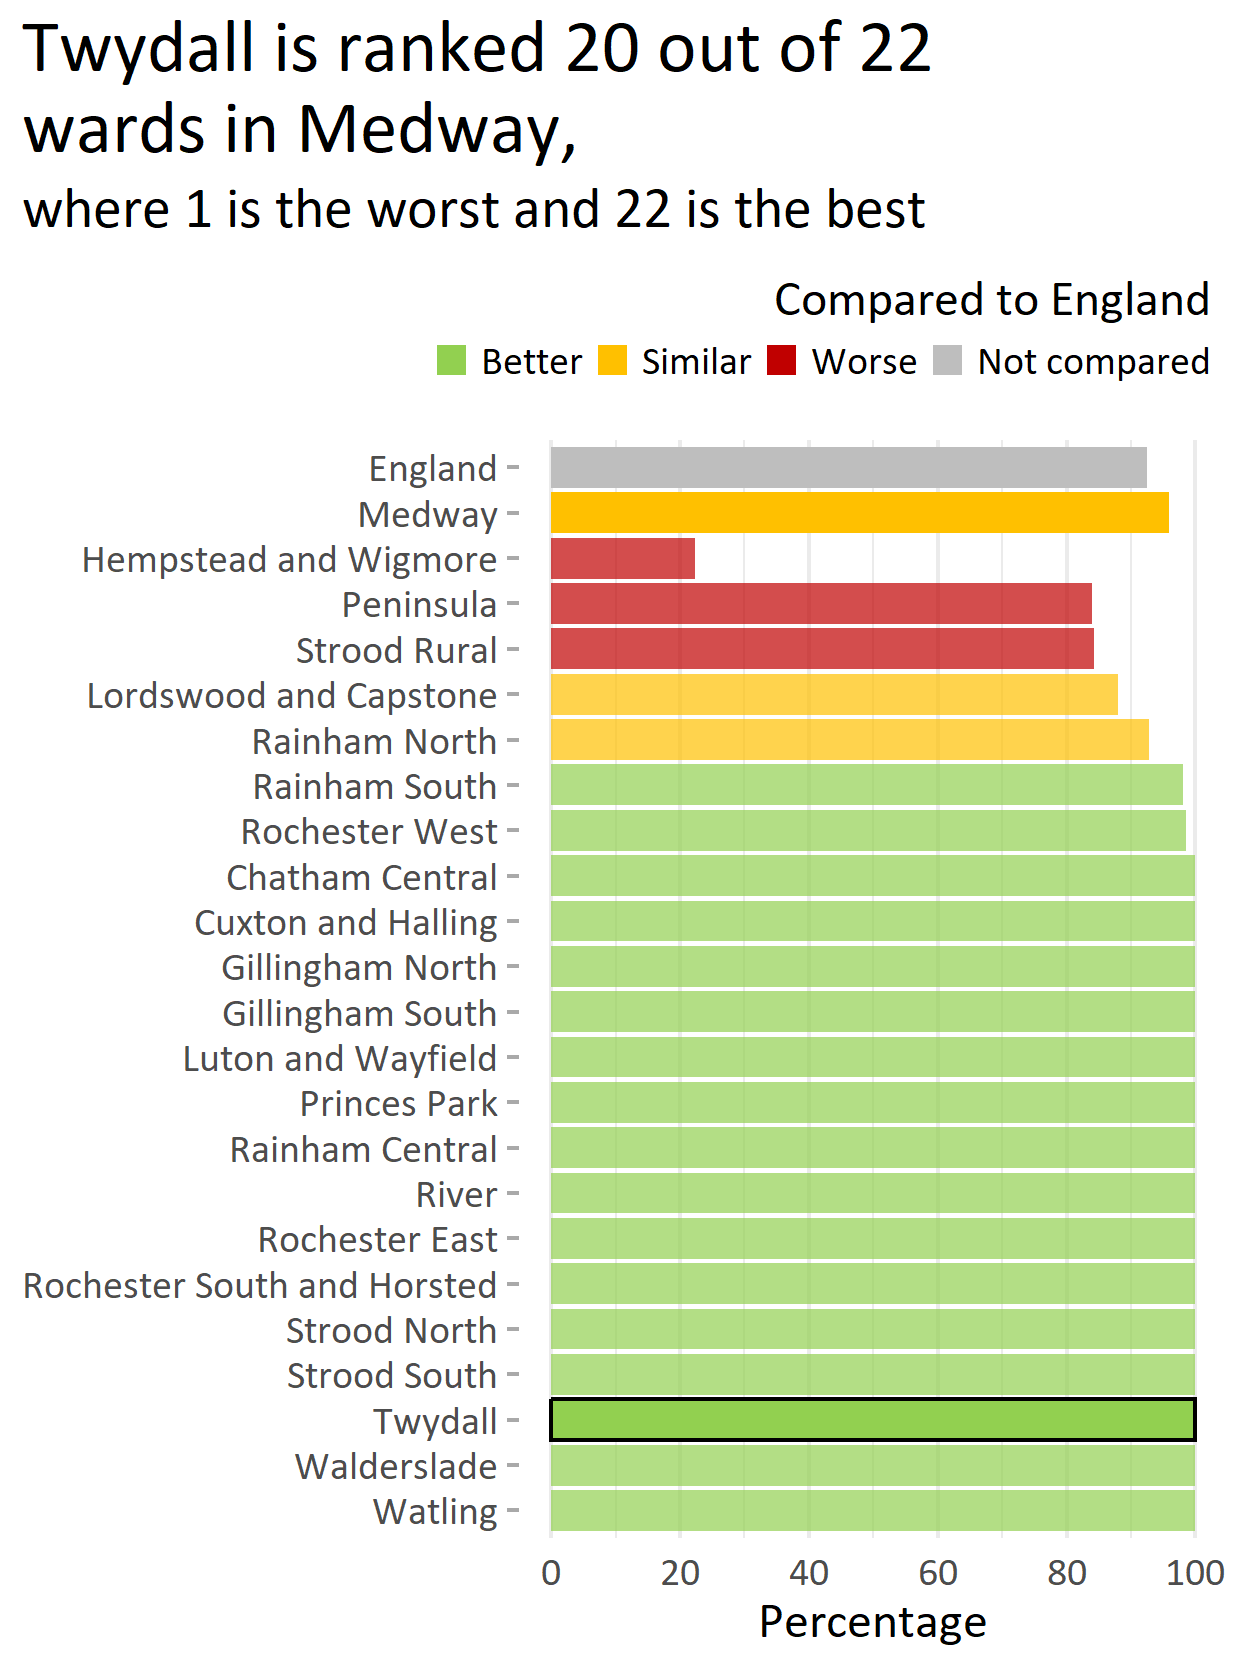 Twydall is ranked 20 out of 22
wards in Medway,
where 1 is the worst and 22 is the best
Compared to England
Better Similar Worse Not compared
England
Medway
Hempstead and Wigmore
Peninsula
Strood Rural
Lordswood and Capstone
Rainham North
Rainham South
Rochester West
Chatham Central
Cuxton and Halling
Gillingham North
Gillingham South
Luton and Wayfield
Princes Park
Rainham Central
River
Rochester East
Rochester South and Horsted
Strood North
Strood South
Twydall
Walderslade
Watling
0 20 40 60 80 100
Percentage